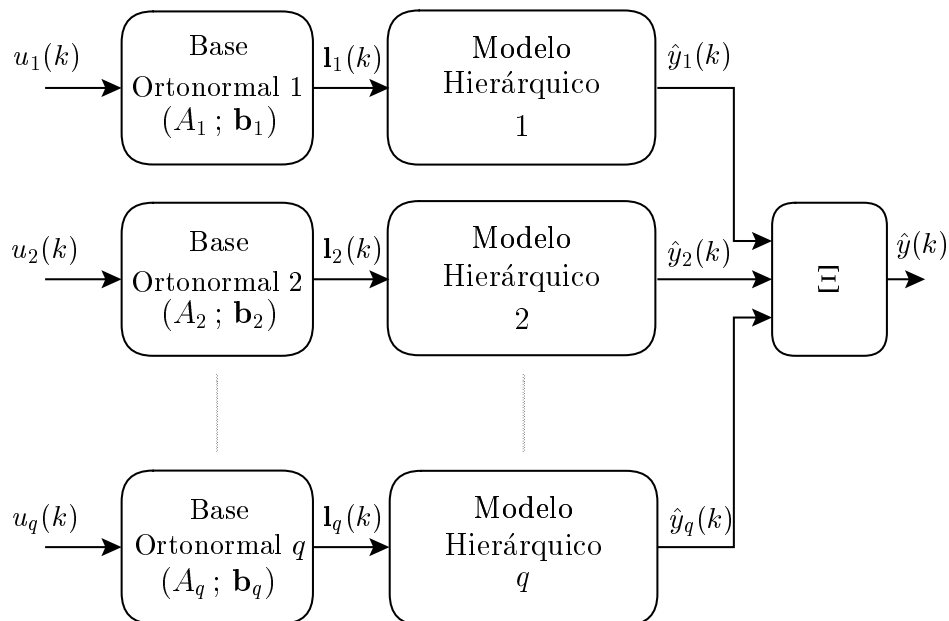 u₁(k)
Base
Ortonormal 1
(A₁ ; b₁)
l₁(k)
Modelo
Hierárquico
1
ŷ₁(k)
u₂(k)
Base
Ortonormal 2
(A₂ ; b₂)
l₂(k)
Modelo
Hierárquico
2
ŷ₂(k)
Ξ
ŷ(k)
u_q(k)
Base
Ortonormal q
(A_q ; b_q)
l_q(k)
Modelo
Hierárquico
q
ŷ_q(k)